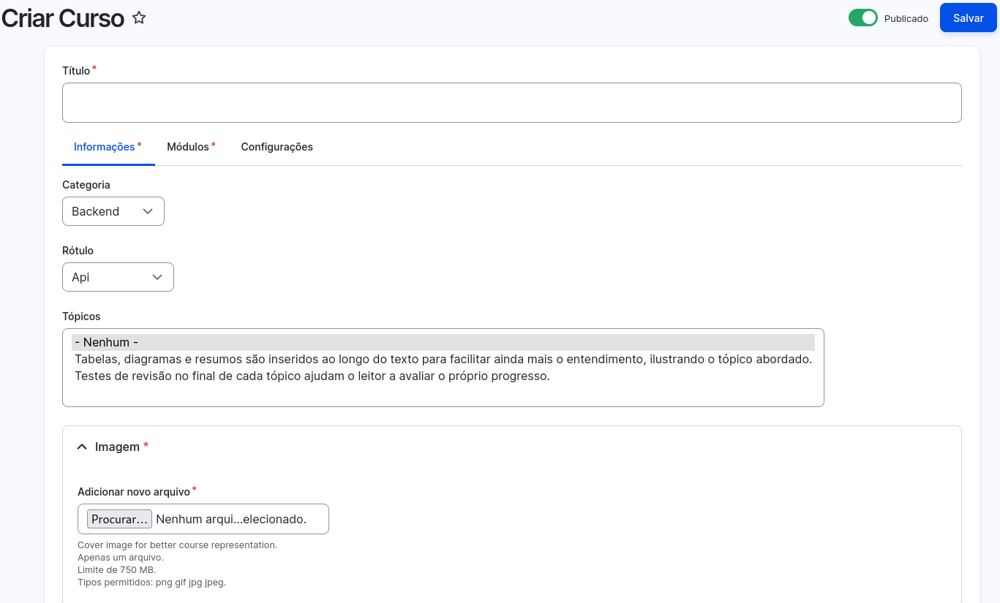 Criar Curso
Publicado
Salvar
Título*
Informações* Módulos* Configurações
Categoria
Backend
Rótulo
Api
Tópicos
- Nenhum -
Tabelas, diagramas e resumos são inseridos ao longo do texto para facilitar ainda mais o entendimento, ilustrando o tópico abordado.
Testes de revisão no final de cada tópico ajudam o leitor a avaliar o próprio progresso.
Imagem *
Adicionar novo arquivo*
Procurar... Nenhum arqui...elecionado.
Cover image for better course representation.
Apenas um arquivo.
Limite de 750 MB.
Tipos permitidos: png gif jpg jpeg.